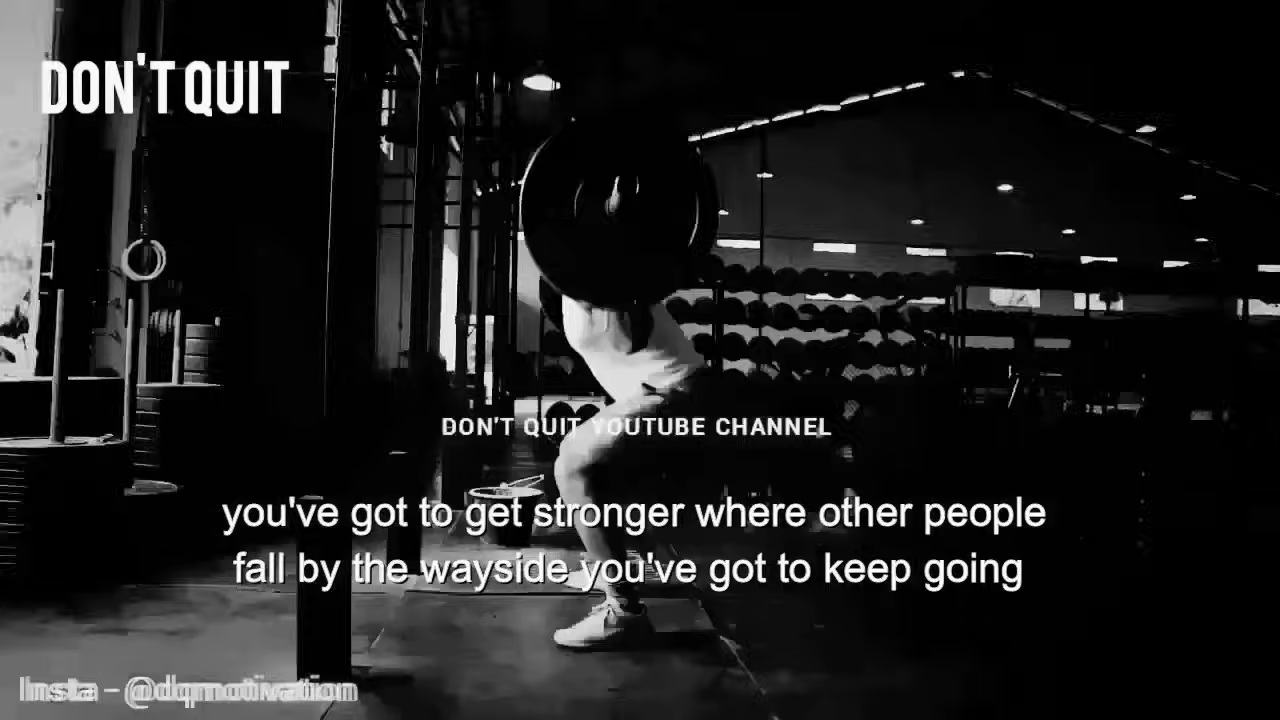 DON'T QUIT
DON'T QUIT YOUTUBE CHANNEL
you've got to get stronger where other people
fall by the wayside you've got to keep going
Insta - @dqmotivation